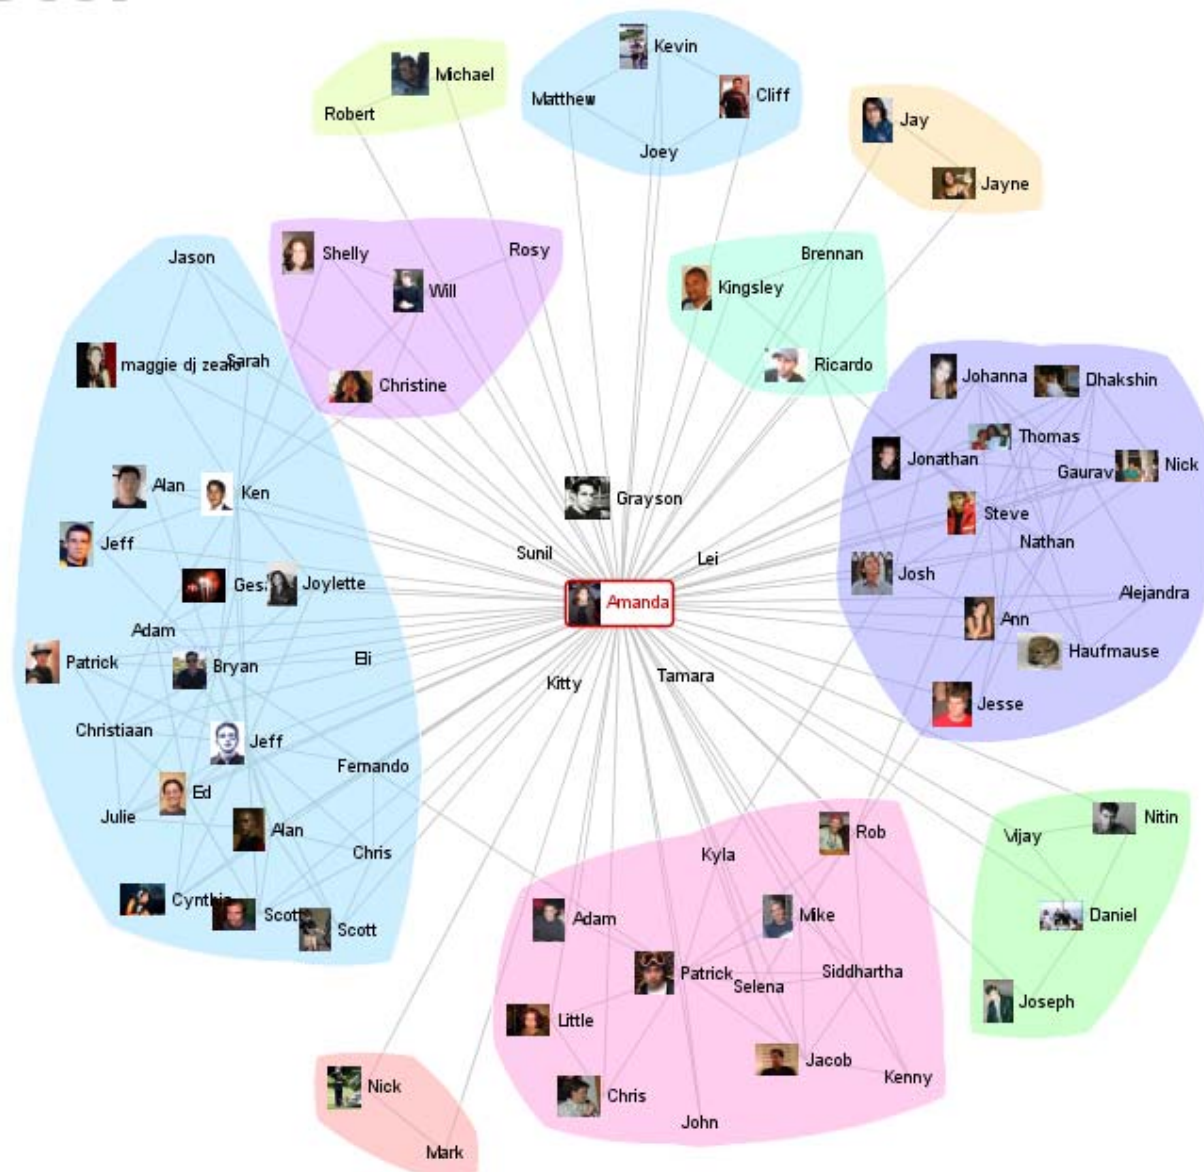 Kevin
Michael
Matthew
Cliff
Robert
Jay
Joey
Jayne
Shelly
Rosy
Brennan
Jason
Will
Kingsley
maggie dj zealo
Sarah
Christine
Ricardo
Johanna
Dhakshin
Thomas
Jonathan
Gaurav
Nick
Alan
Ken
Grayson
Steve
Jeff
Sunil
Lei
Nathan
Josh
Joylette
Amanda
Alejandra
Ann
Adam
Haufmause
Patrick
Bryan
Kitty
Tamara
Jesse
Christiaan
Jeff
Fernando
Ed
Julie
Alan
Chris
Kyla
Rob
Vijay
Nitin
Scott
Scott
Adam
Mike
Daniel
Patrick
Selena
Siddhartha
Little
Joseph
Jacob
Kenny
Nick
Chris
John
Mark